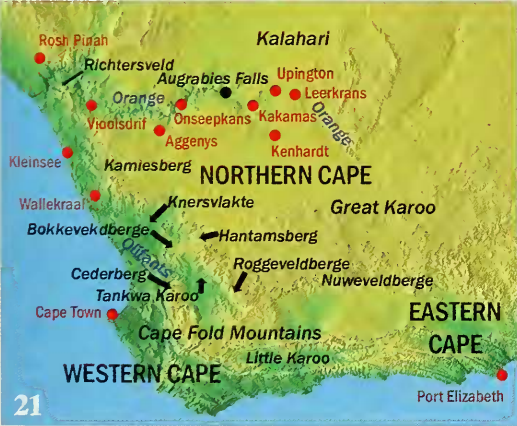 Rosh Pinah
Kalahari
Richtersveld
Augrabies Falls
Upington
Orange
Leerkrans
Vioolsdrif
Onseepkans
Kakamas
Orange
Aggenys
Kenhardt
Kleinsee
Kamiesberg
NORTHERN CAPE
Wallekraal
Knersvlakte
Great Karoo
Bokkevekdberge
Hantamsberg
Olifants
Roggeveldberge
Cederberg
Nuweveldberge
Tankwa Karoo
Cape Town
EASTERN
CAPE
Cape Fold Mountains
Little Karoo
WESTERN CAPE
Port Elizabeth
21